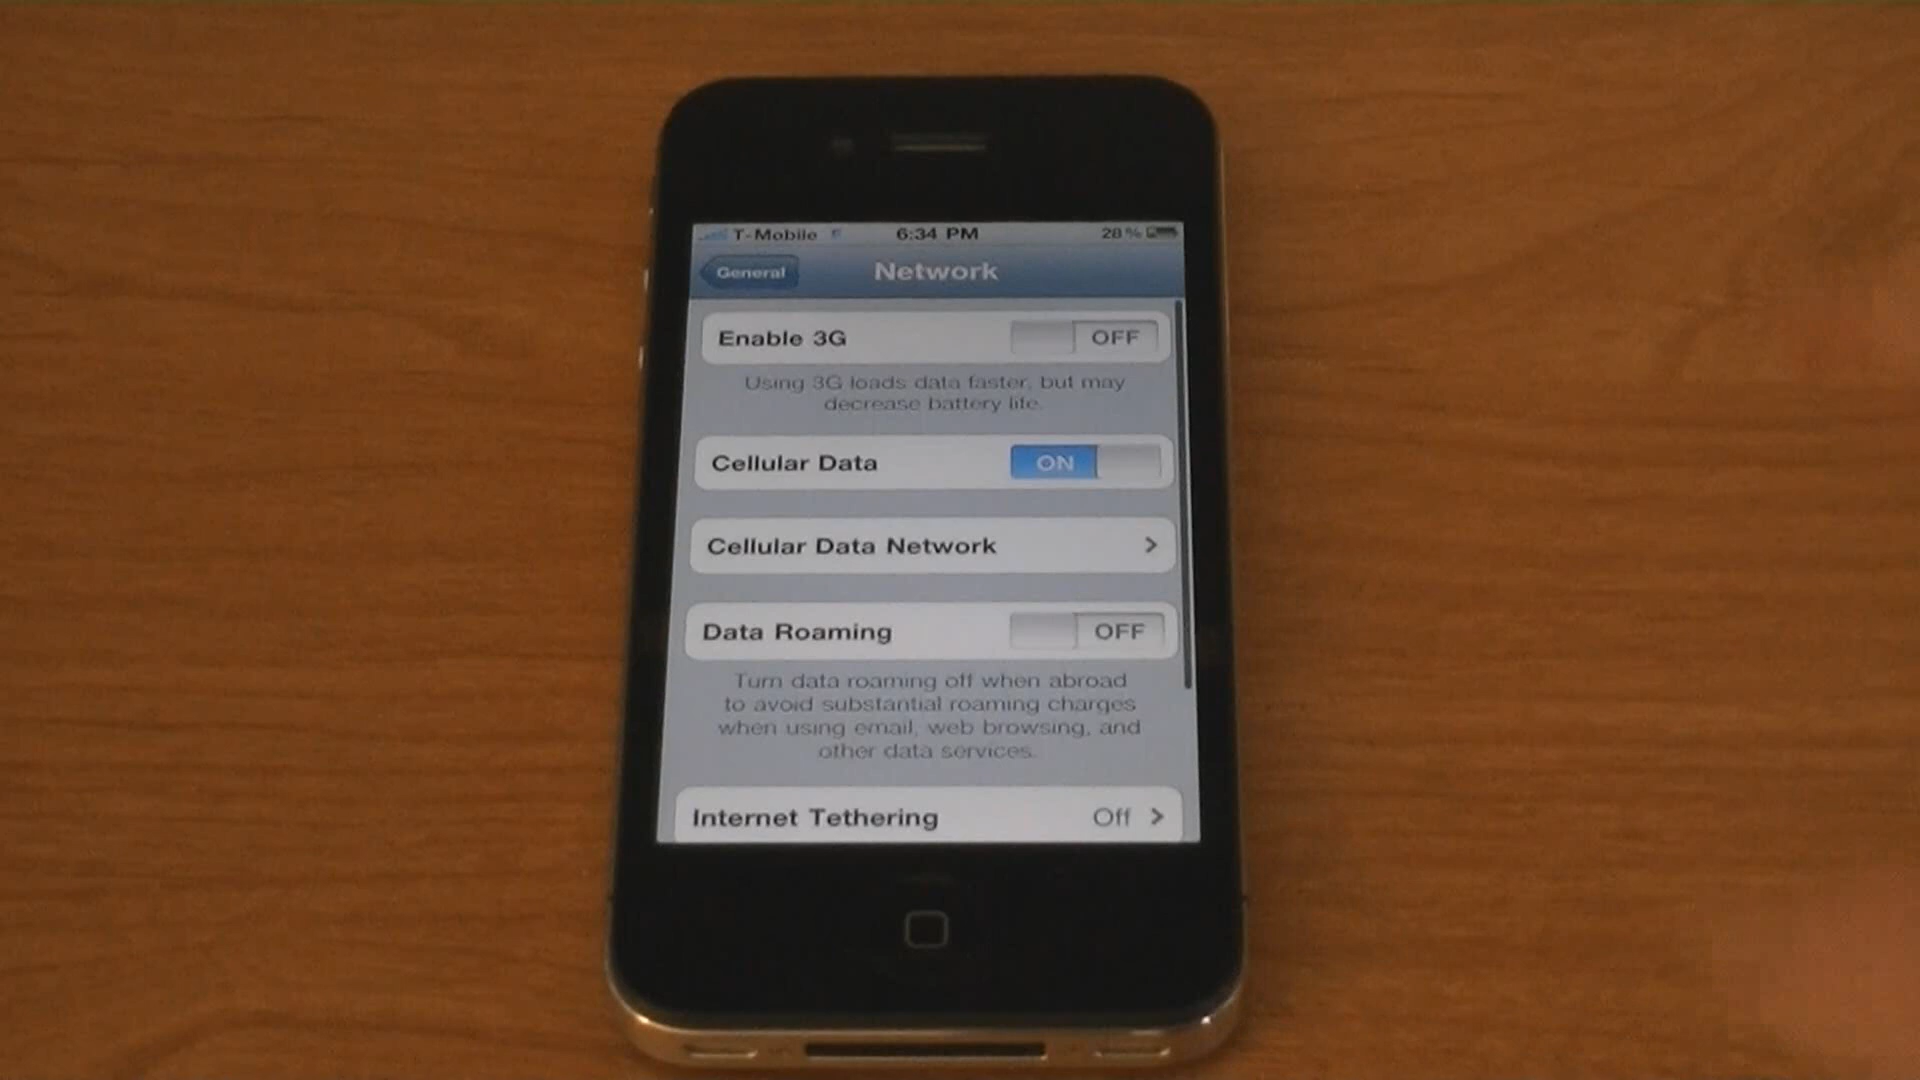 T-Mobile 6:34 PM 28%
General Network
Enable 3G OFF
Using 3G loads data faster, but may
decrease battery life.
Cellular Data ON
Cellular Data Network
Data Roaming OFF
Turn data roaming off when abroad
to avoid substantial roaming charges
when using email, web browsing, and
other data services.
Internet Tethering Off